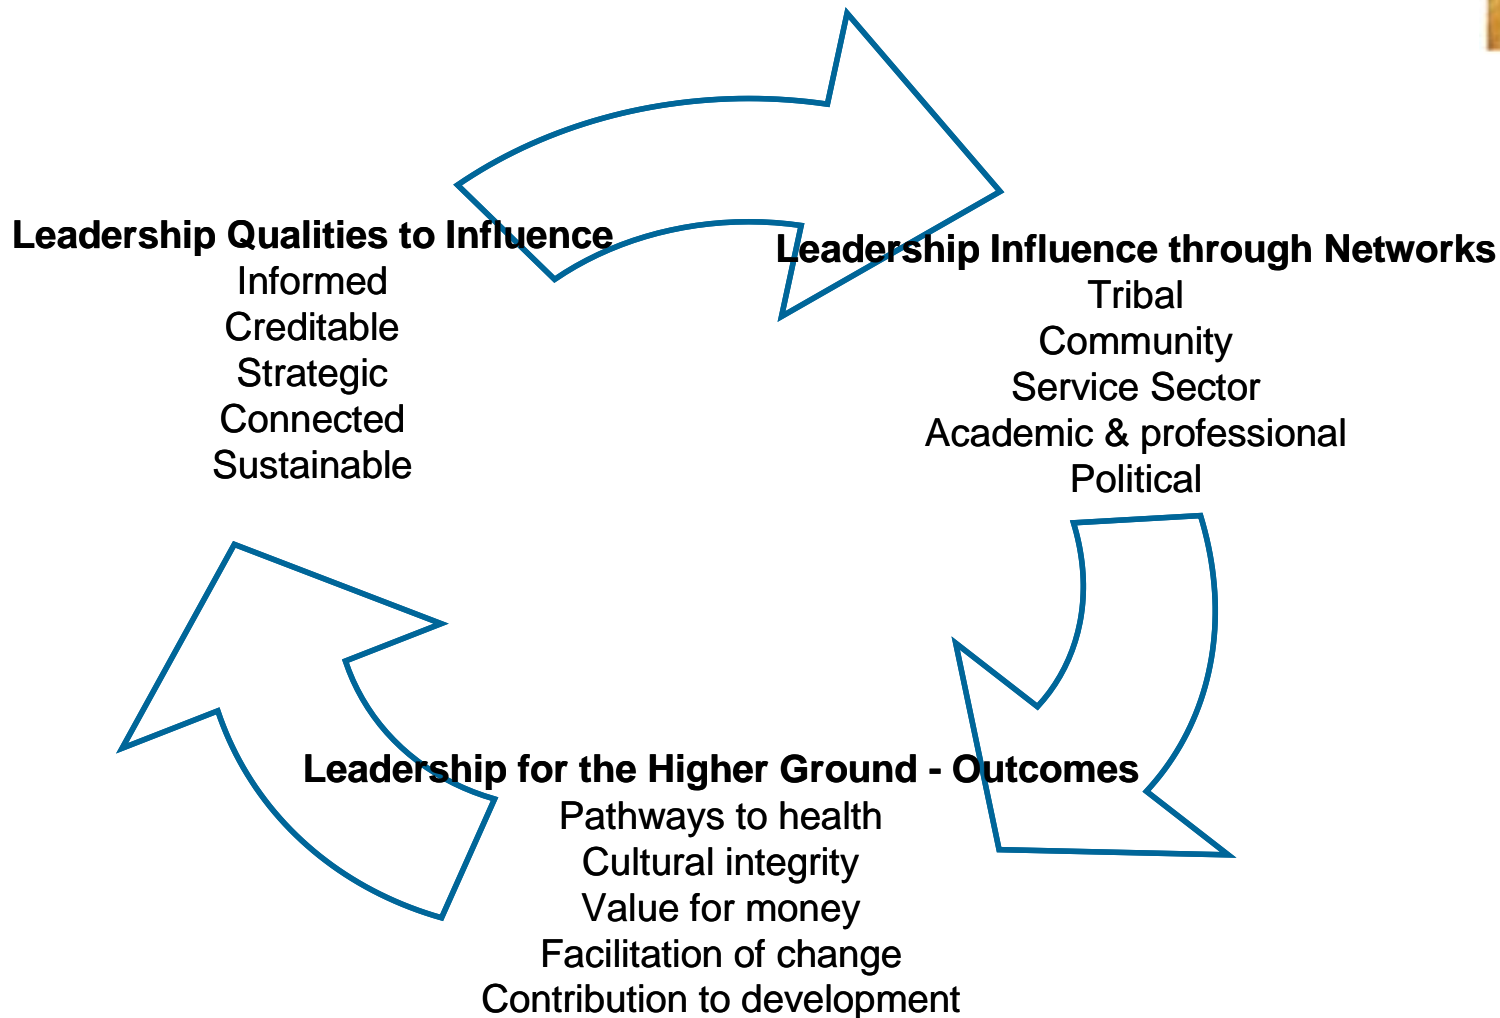 Leadership Qualities to Influence
Informed
Creditable
Strategic
Connected
Sustainable
Leadership Influence through Networks
Tribal
Community
Service Sector
Academic & professional
Political
Leadership for the Higher Ground - Outcomes
Pathways to health
Cultural integrity
Value for money
Facilitation of change
Contribution to development